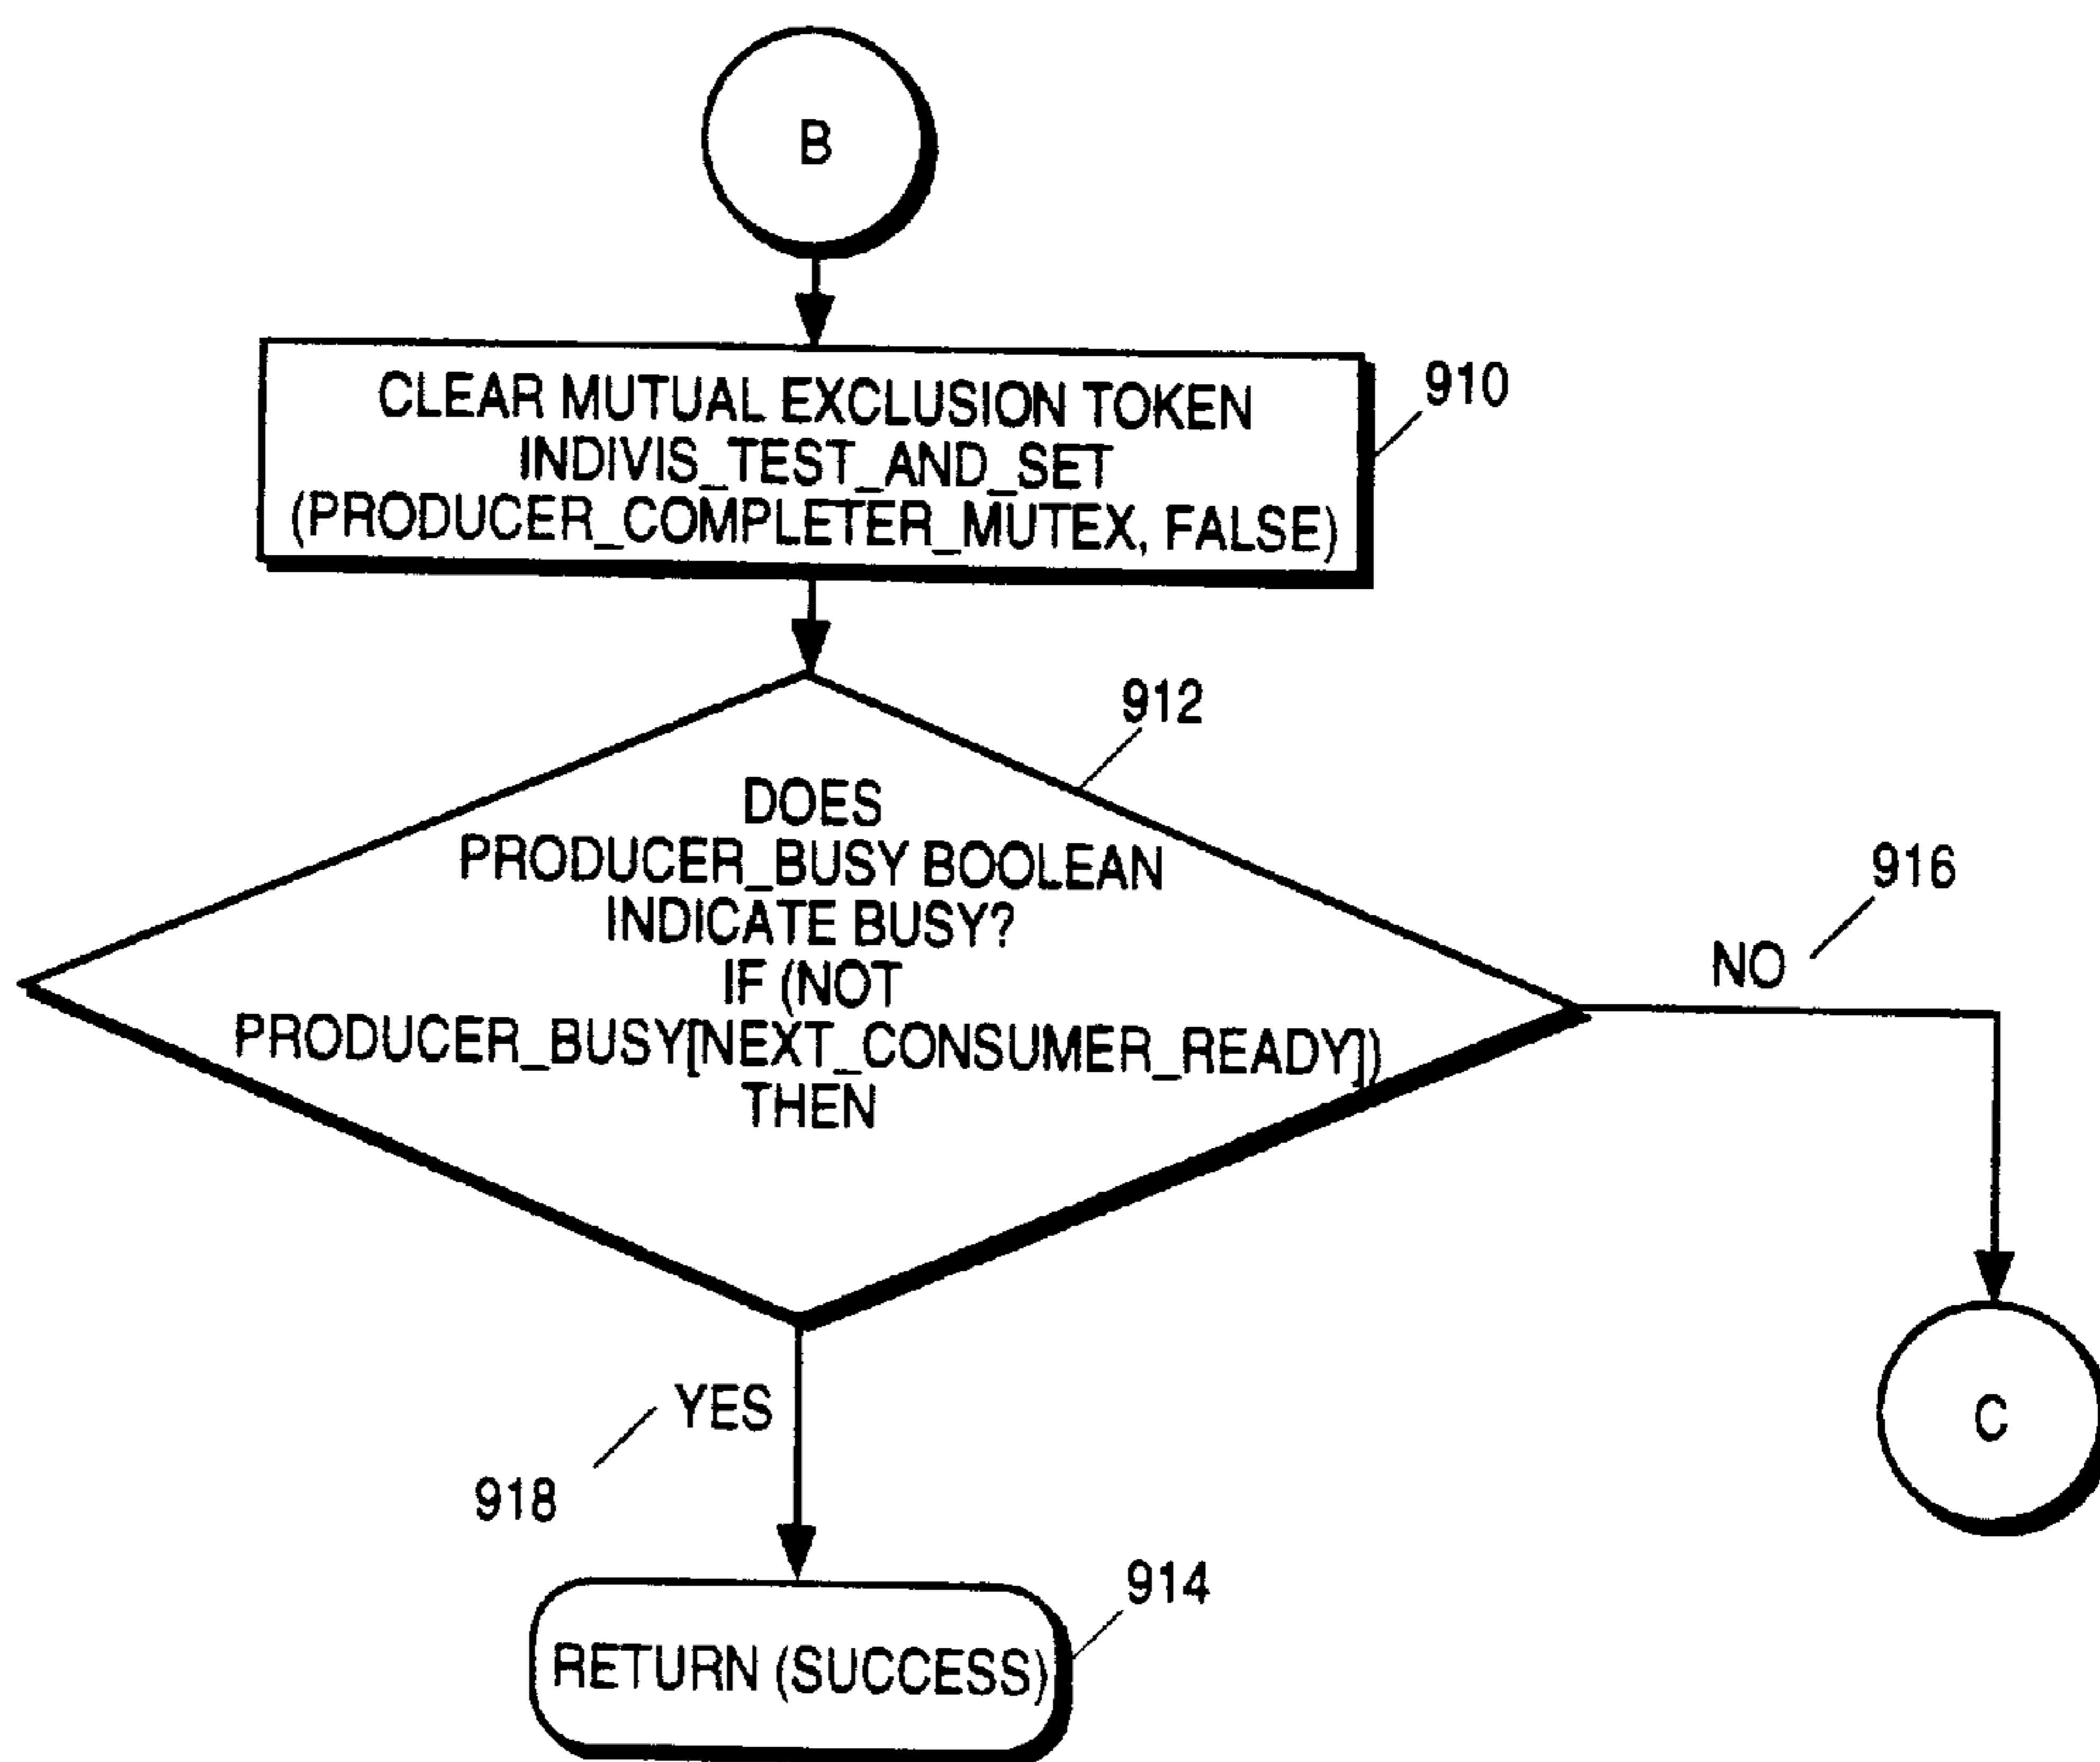 B
CLEAR MUTUAL EXCLUSION TOKEN
INDIVIS_TEST_AND_SET
(PRODUCER_COMPLETER_MUTEX, FALSE)
910
912
DOES
PRODUCER_BUSY BOOLEAN
INDICATE BUSY?
IF (NOT
PRODUCER_BUSY[NEXT_CONSUMER_READY])
THEN
916
NO
C
YES
918
914
RETURN (SUCCESS)